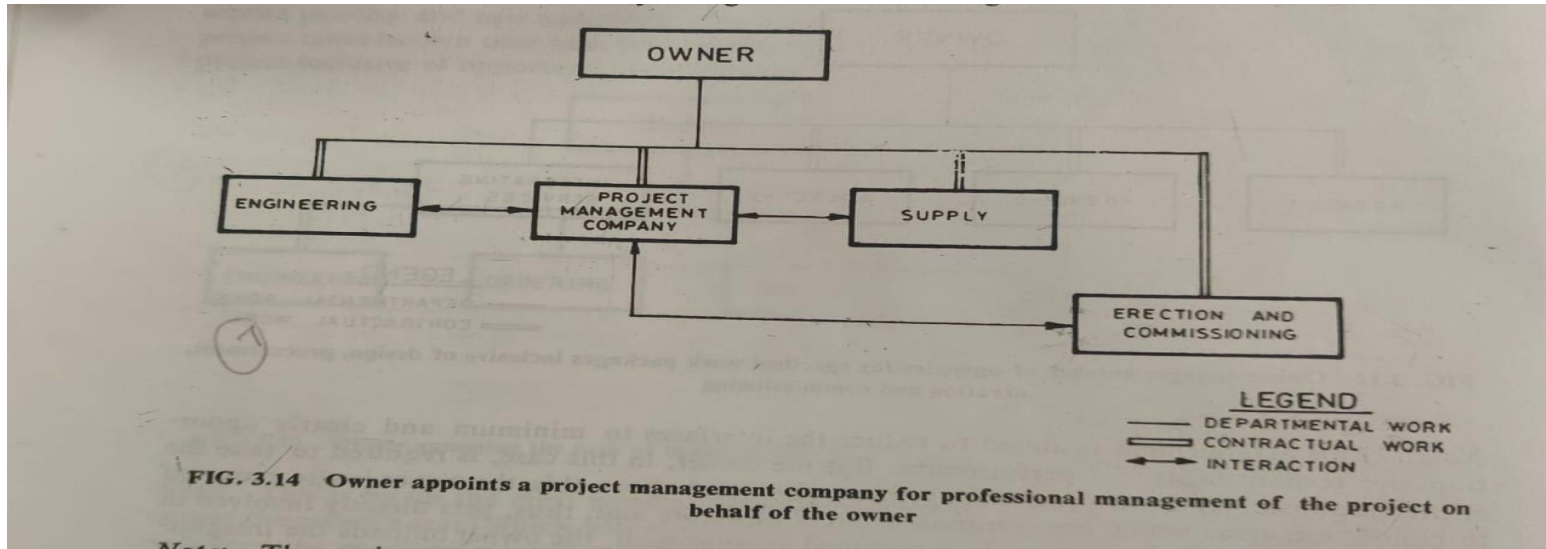 OWNER
ENGINEERING
PROJECT
MANAGEMENT
COMPANY
SUPPLY
ERECTION AND
COMMISSIONING
LEGEND
DEPARTMENTAL WORK
CONTRACTUAL WORK
INTERACTION
FIG. 3.14 Owner appoints a project management company for professional management of the project on
behalf of the owner